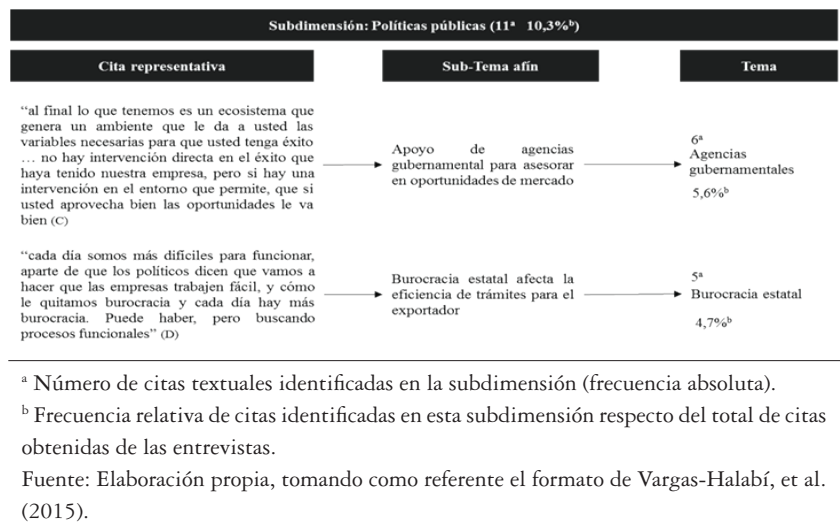 Subdimensión: Políticas públicas (11ª 10,3%ᵇ)
Cita representativa
Sub-Tema afín
Tema
“al final lo que tenemos es un ecosistema que
genera un ambiente que le da a usted las
variables necesarias para que usted tenga éxito
… no hay intervención directa en el éxito que
haya tenido nuestra empresa, pero si hay una
intervención en el entorno que permite, que si
usted aprovecha bien las oportunidades le va
bien (C)
Apoyo de agencias
gubernamental para asesorar
en oportunidades de mercado
6ª
Agencias
gubernamentales
5,6%ᵇ
“cada día somos más difíciles para funcionar,
aparte de que los políticos dicen que vamos a
hacer que las empresas trabajen fácil, y cómo
le quitamos burocracia y cada día hay más
burocracia. Puede haber, pero buscando
procesos funcionales” (D)
Burocracia estatal afecta la
eficiencia de trámites para el
exportador
5ª
Burocracia estatal
4,7%ᵇ
ª Número de citas textuales identificadas en la subdimensión (frecuencia absoluta).
ᵇ Frecuencia relativa de citas identificadas en esta subdimensión respecto del total de citas
obtenidas de las entrevistas.
Fuente: Elaboración propia, tomando como referente el formato de Vargas-Halabí, et al.
(2015).